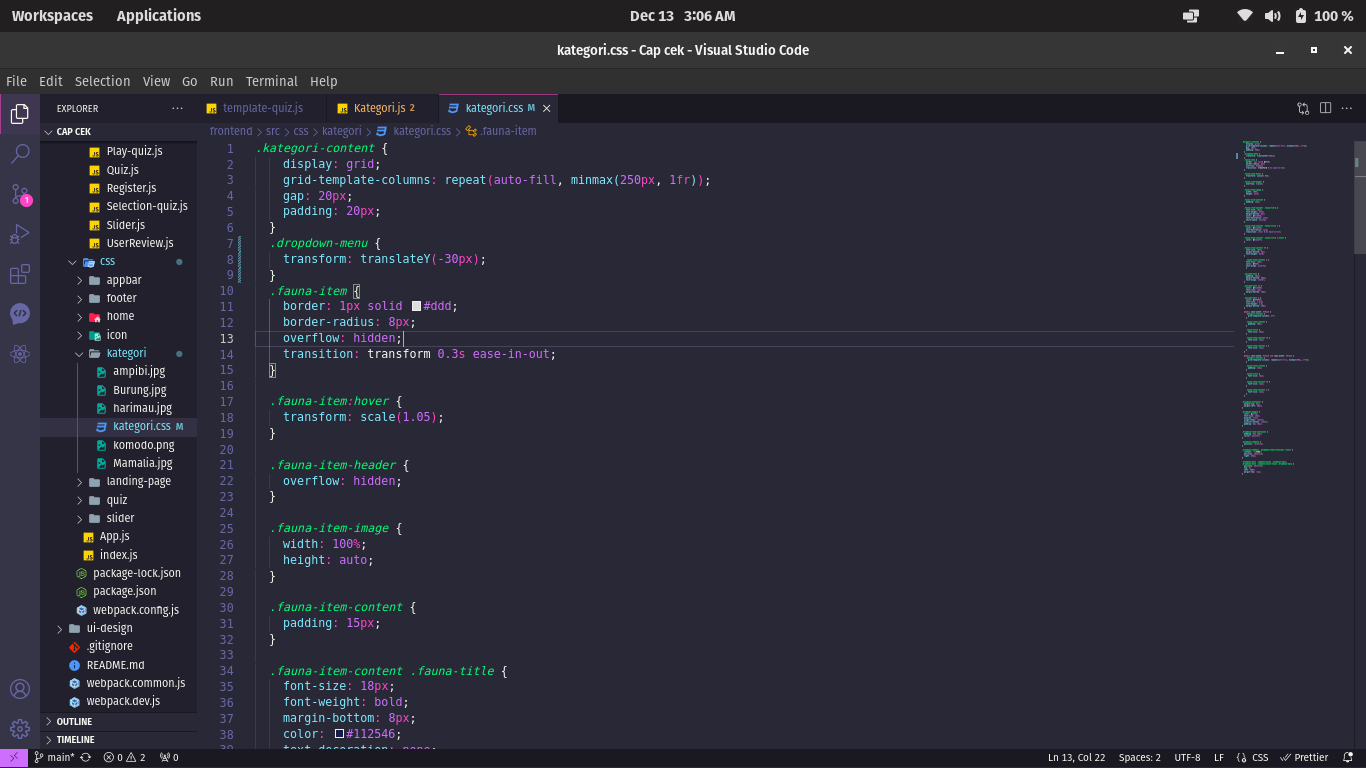 Workspaces Applications Dec 13 3:06 AM 100 %
kategori.css - Cap cek - Visual Studio Code
File Edit Selection View Go Run Terminal Help
EXPLORER
template-quiz.js Kategori.js 2 kategori.css M
CAP CEK
frontend > src > css > kategori > kategori.css > .fauna-item
Play-quiz.js
Quiz.js
Register.js
Selection-quiz.js
Slider.js
UserReview.js
css
appbar
footer
home
icon
kategori
ampibi.jpg
Burung.jpg
harimau.jpg
kategori.css M
komodo.png
Mamalia.jpg
landing-page
quiz
slider
App.js
index.js
package-lock.json
package.json
webpack.config.js
ui-design
.gitignore
README.md
webpack.common.js
webpack.dev.js
OUTLINE
TIMELINE
1
1 .kategori-content {
2 display: grid;
3 grid-template-columns: repeat(auto-fill, minmax(250px, 1fr));
4 gap: 20px;
5 padding: 20px;
6 }
7 .dropdown-menu {
8 transform: translateY(-30px);
9 }
10 .fauna-item {
11 border: 1px solid #ddd;
12 border-radius: 8px;
13 overflow: hidden;
14 transition: transform 0.3s ease-in-out;
15 }
16
17 .fauna-item:hover {
18 transform: scale(1.05);
19 }
20
21 .fauna-item-header {
22 overflow: hidden;
23 }
24
25 .fauna-item-image {
26 width: 100%;
27 height: auto;
28 }
29
30 .fauna-item-content {
31 padding: 15px;
32 }
33
34 .fauna-item-content .fauna-title {
35 font-size: 18px;
36 font-weight: bold;
37 margin-bottom: 8px;
38 color: #112546;
39 text-decoration: none;
main* 0 2 0 Ln 13, Col 22 Spaces: 2 UTF-8 LF CSS Prettier